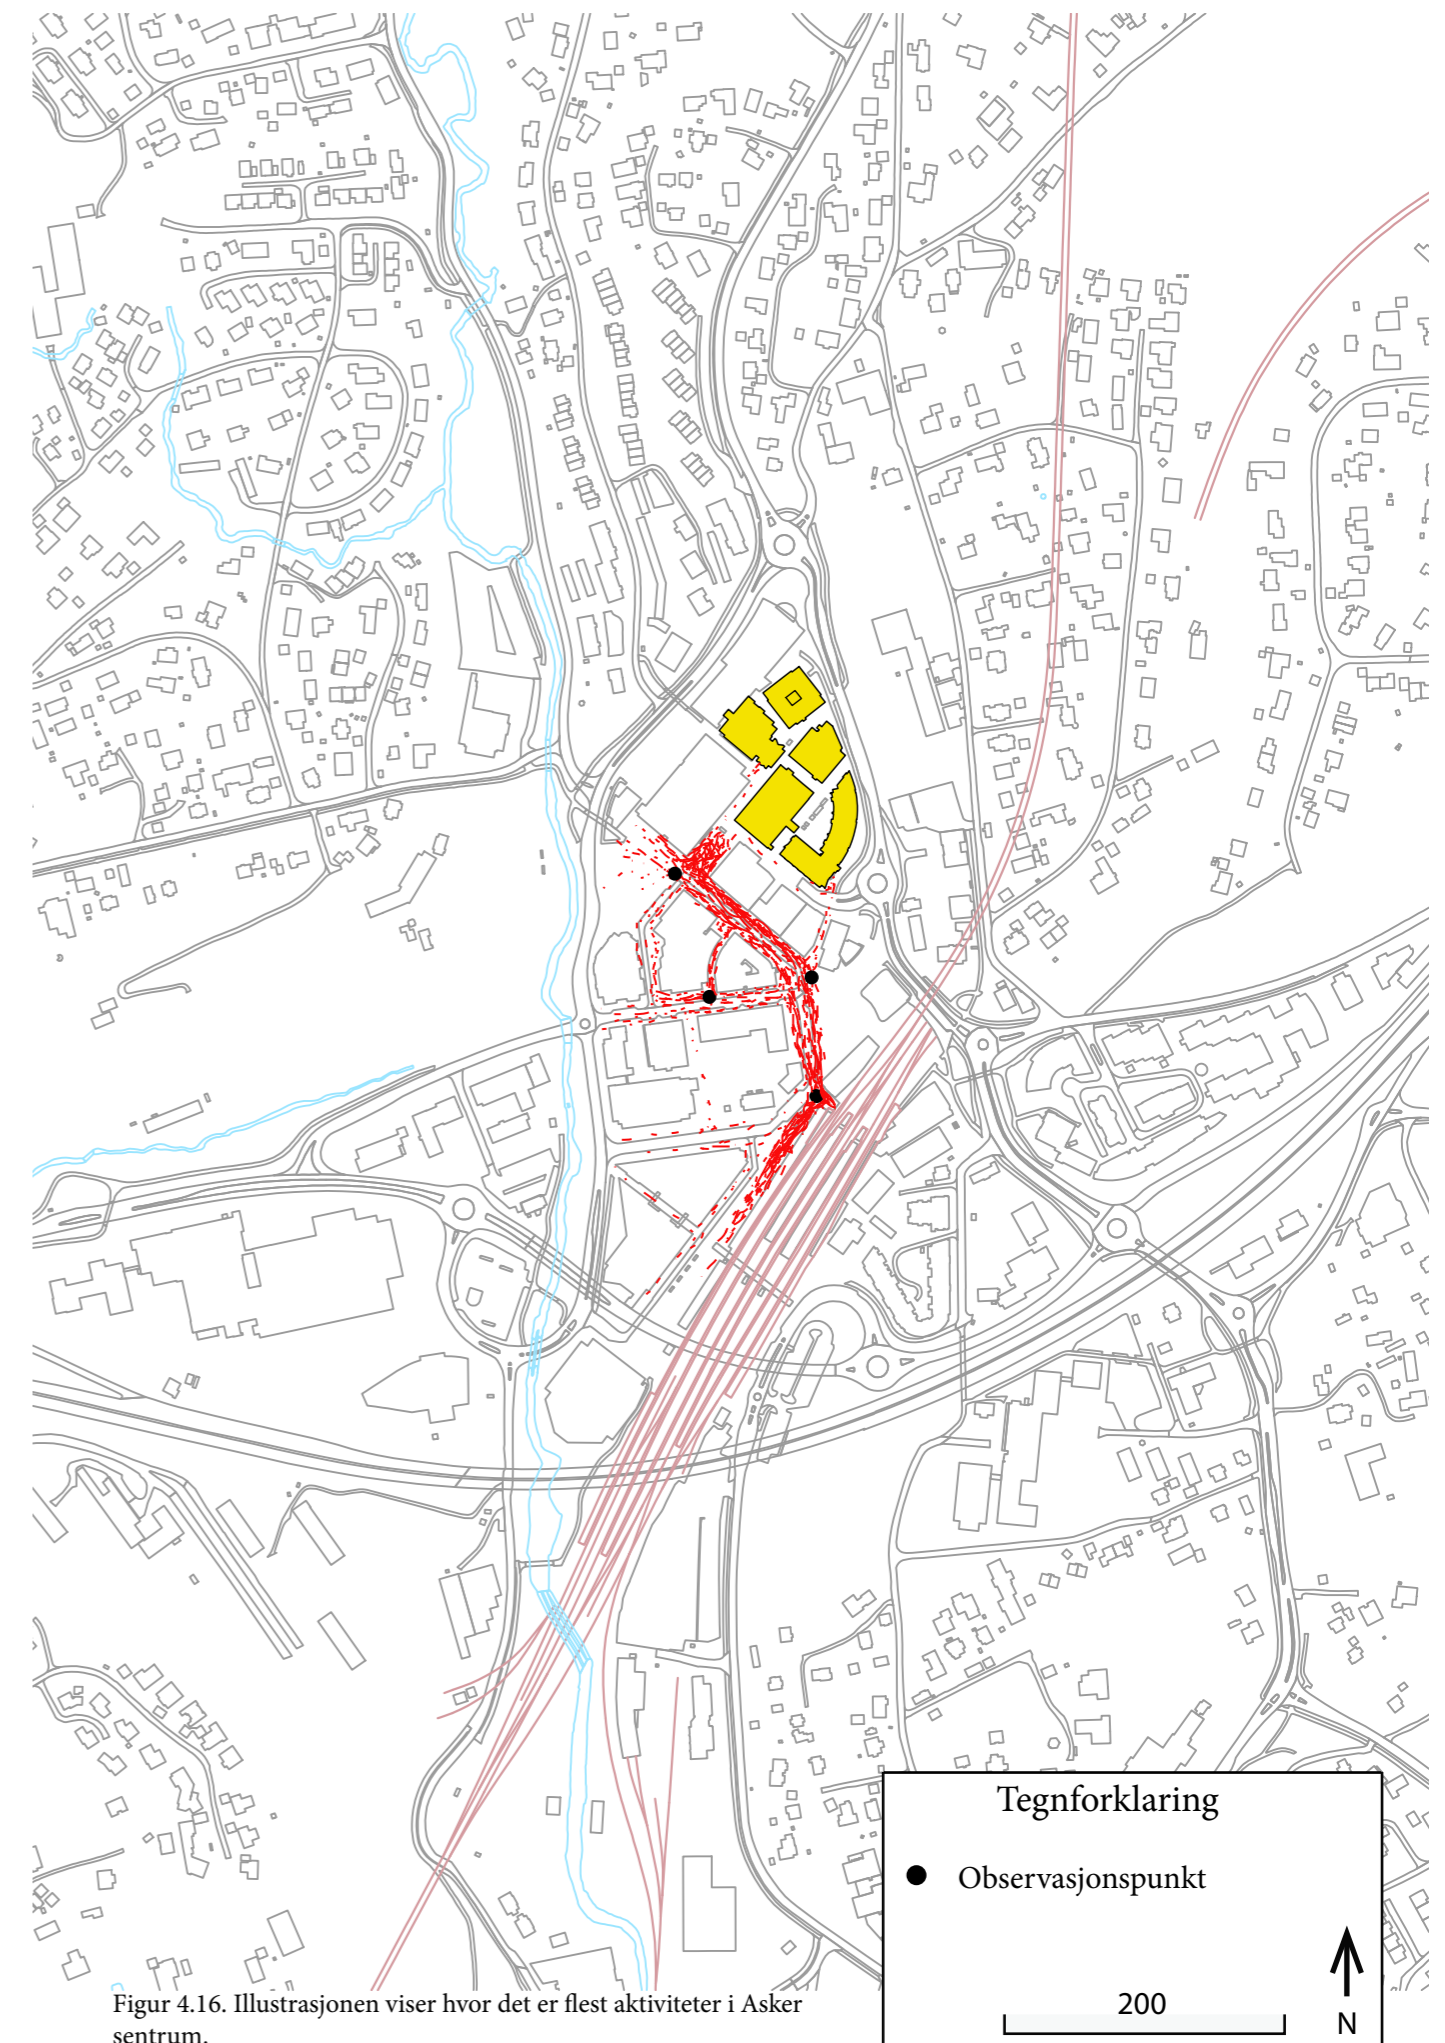 Tegnforklaring
Observasjonspunkt
200
N
Figur 4.16. Illustrasjonen viser hvor det er flest aktiviteter i Asker
sentrum.